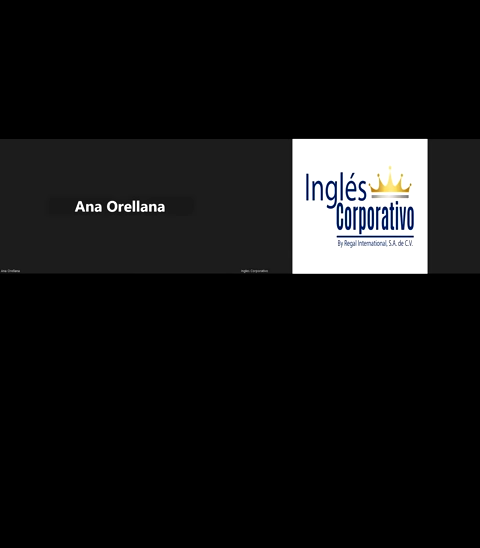 Ana Orellana
Inglés
Corporativo
By Regal International, S.A. de C.V.
Ana Orellana
Inglés Corporativo